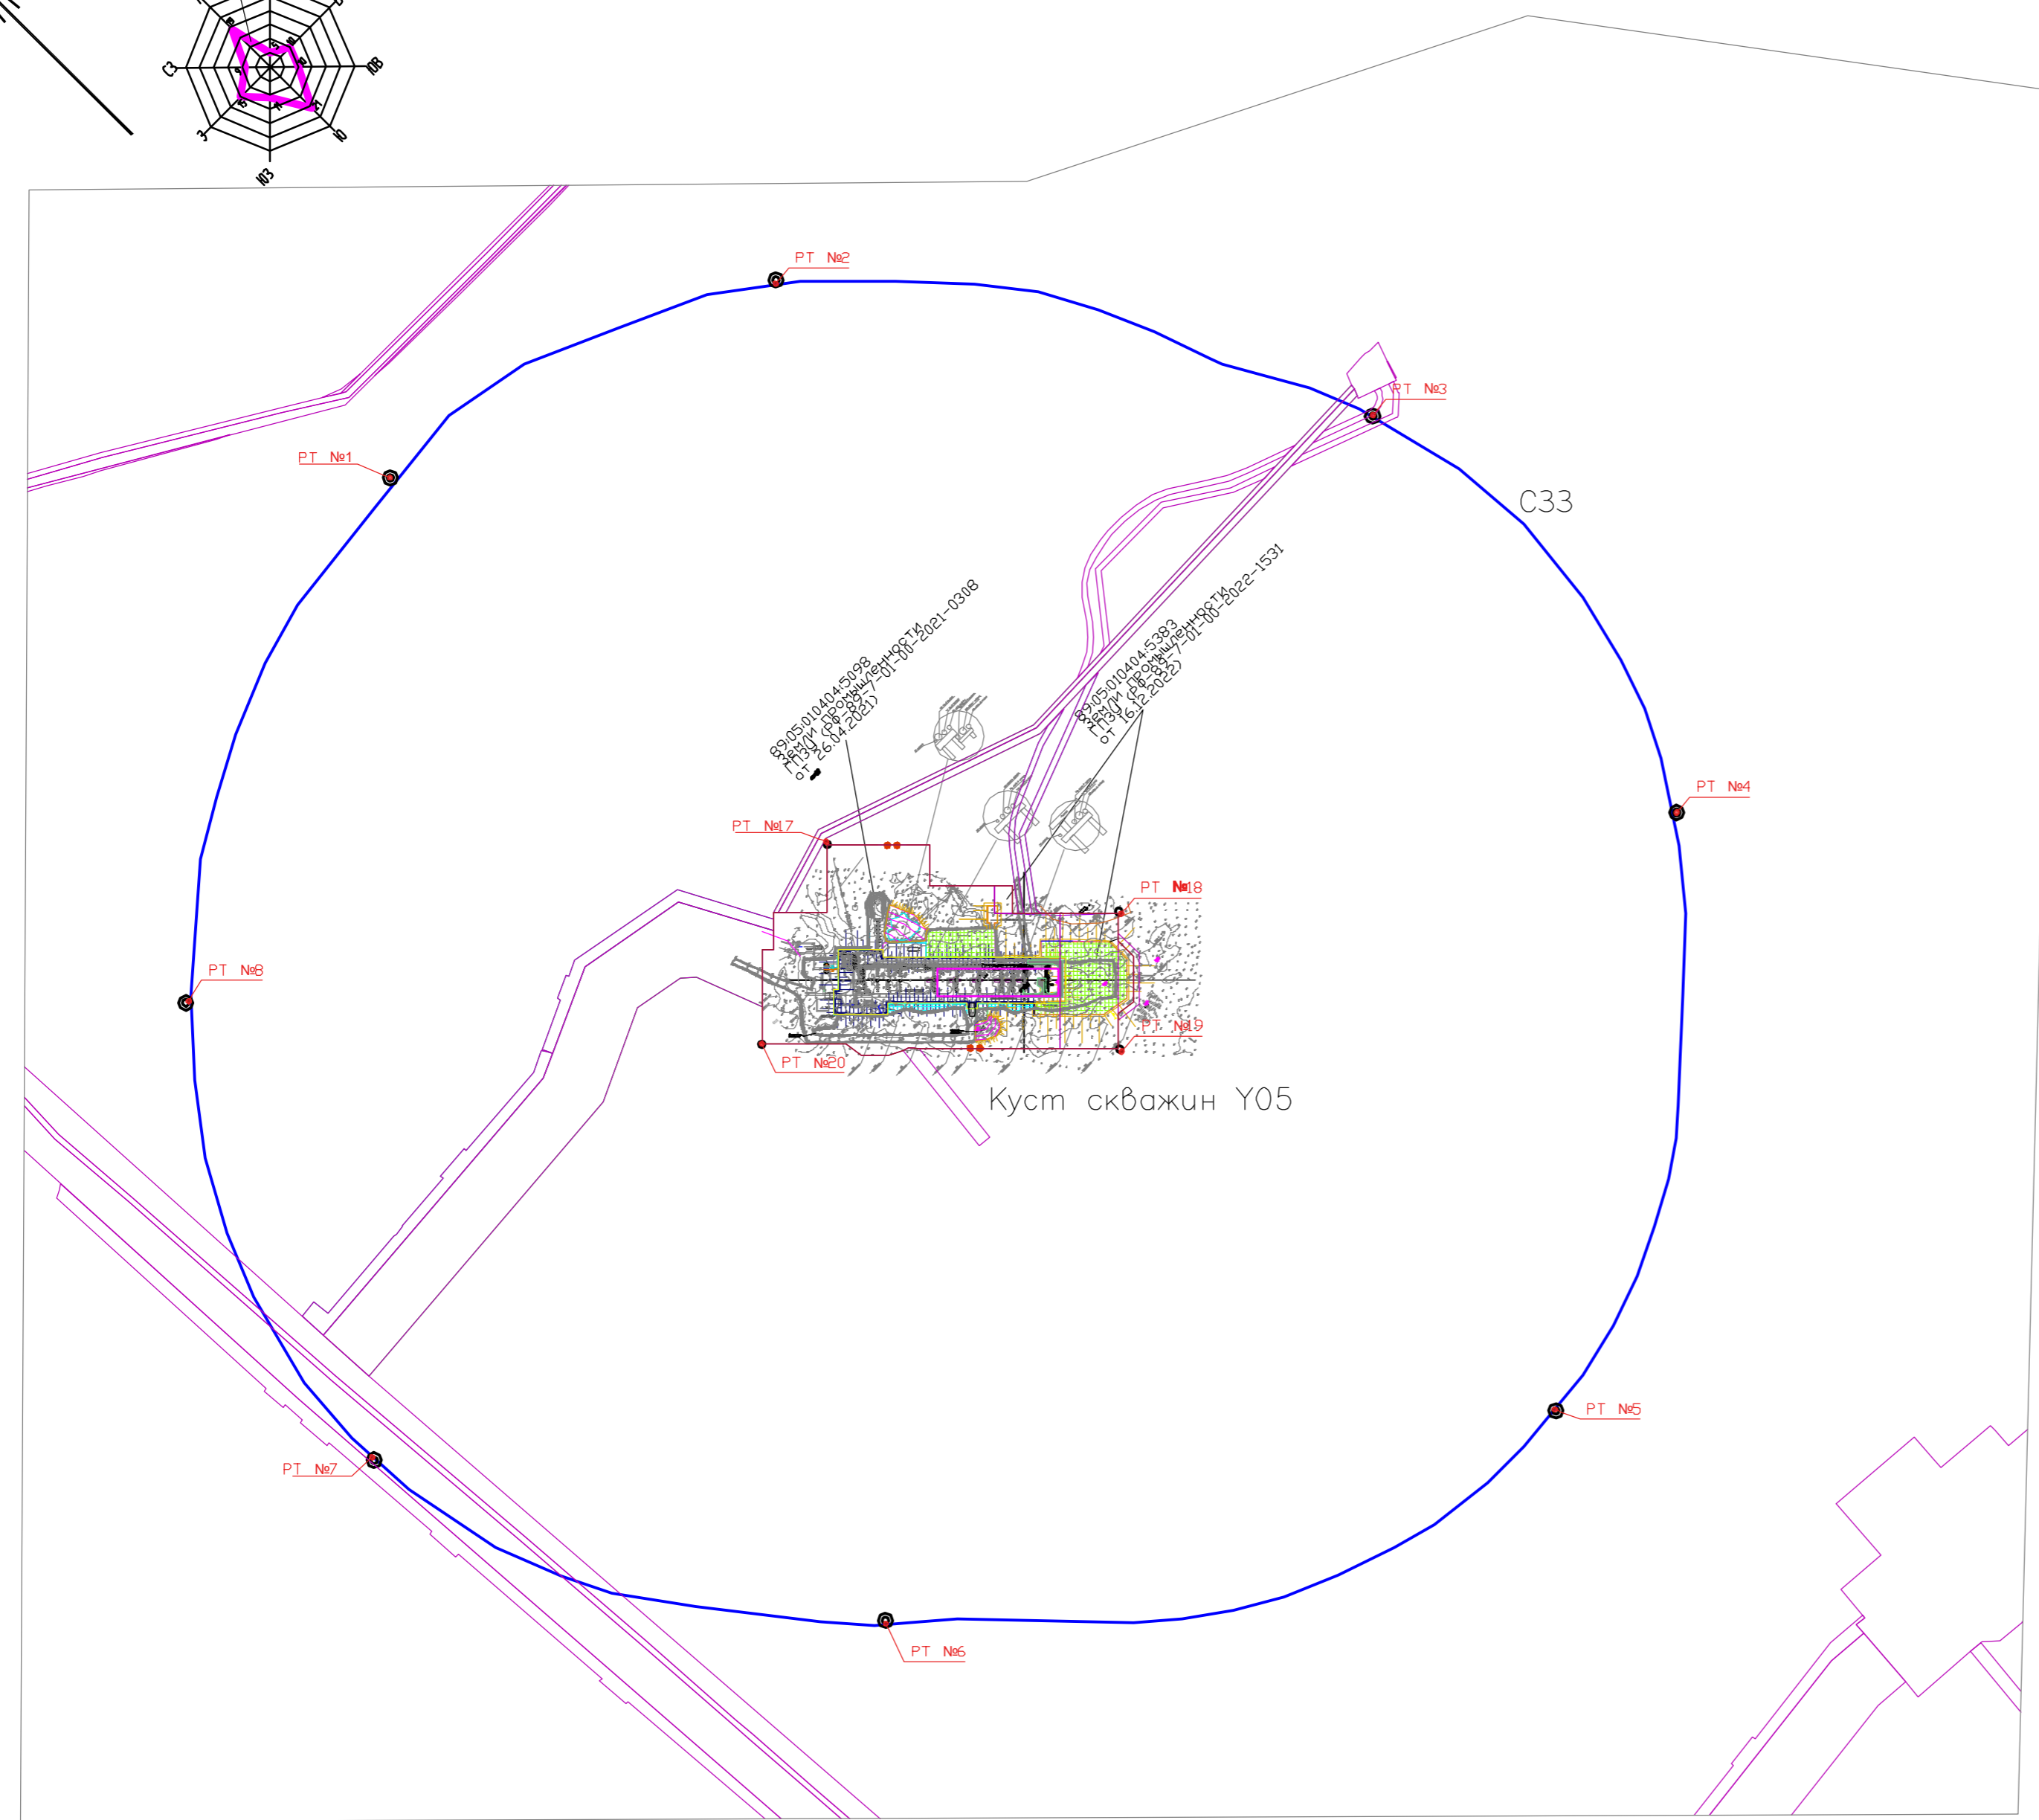 СЗ
ЮВ
З
Ю
ЮЗ
РТ №2
РТ №3
РТ №1
СЗЗ
89:05:010404:5098
Земли промышленности
ГПЗУ (РФ-89-7-01-00-2021-0308
от 26.04.2021)
89:05:010404:5383
Земли промышленности
ГПЗУ (РФ-89-7-01-00-2022-1531
от 16.12.2022)
РТ №4
РТ №17
РТ №18
РТ №8
РТ №19
РТ №20
Куст скважин Y05
РТ №5
РТ №7
РТ №6